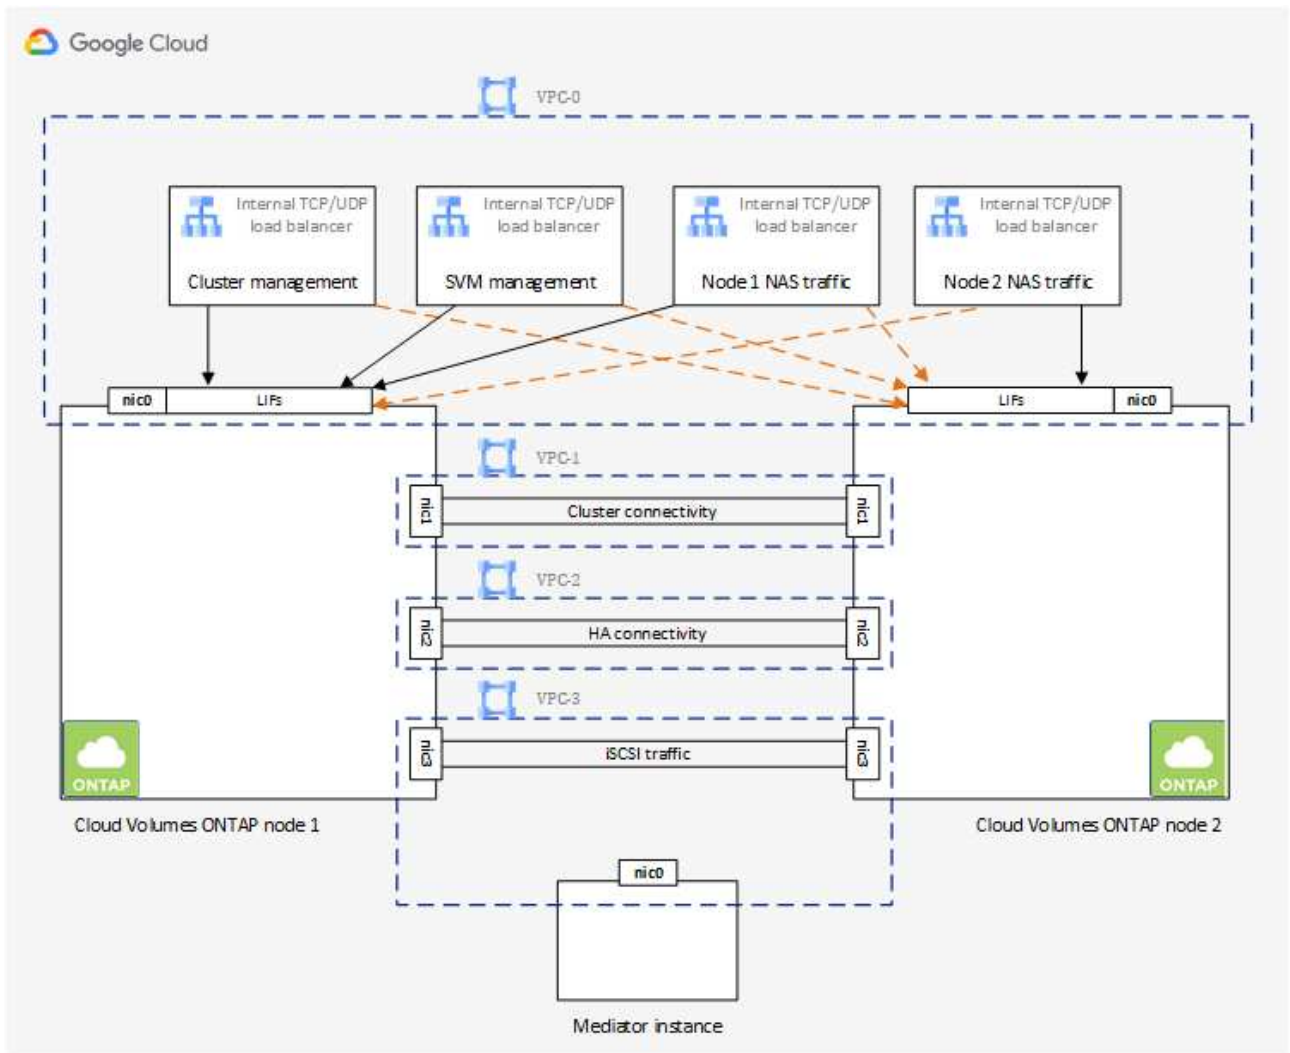 Google Cloud
VPC-0
Internal TCP/UDP
load balancer
Cluster management
Internal TCP/UDP
load balancer
SVM management
Internal TCP/UDP
load balancer
Node 1 NAS traffic
Internal TCP/UDP
load balancer
Node 2 NAS traffic
nic0
LIFs
LIFs
nic0
VPC-1
nic1
Cluster connectivity
nic1
VPC-2
nic2
HA connectivity
nic2
VPC-3
nic3
iSCSI traffic
nic3
ONTAP
ONTAP
Cloud Volumes ONTAP node 1
Cloud Volumes ONTAP node 2
nic0
Mediator instance